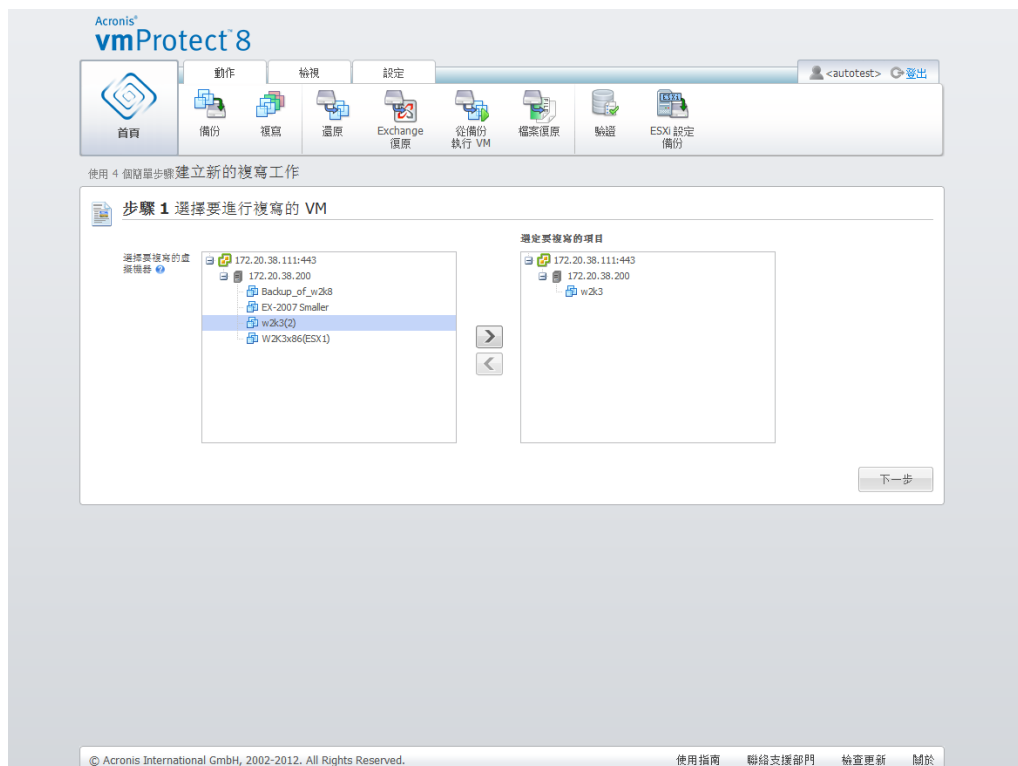 Acronis®
vmProtect™ 8
動作 檢視 設定
<autotest> 登出
首頁
備份
複寫
還原
Exchange 復原
從備份 執行 VM
檔案復原
驗證
ESXi 設定 備份
使用 4 個簡單步驟建立新的複寫工作
步驟 1 選擇要進行複寫的 VM
選擇要複寫的虛
擬機器
172.20.38.111:443
172.20.38.200
Backup_of_w2k8
EX-2007 Smaller
w2k3(2)
W2K3x86(ESX1)
選定要複寫的項目
172.20.38.111:443
172.20.38.200
w2k3
下一步
© Acronis International GmbH, 2002-2012. All Rights Reserved.
使用指南 聯絡支援部門 檢查更新 關於